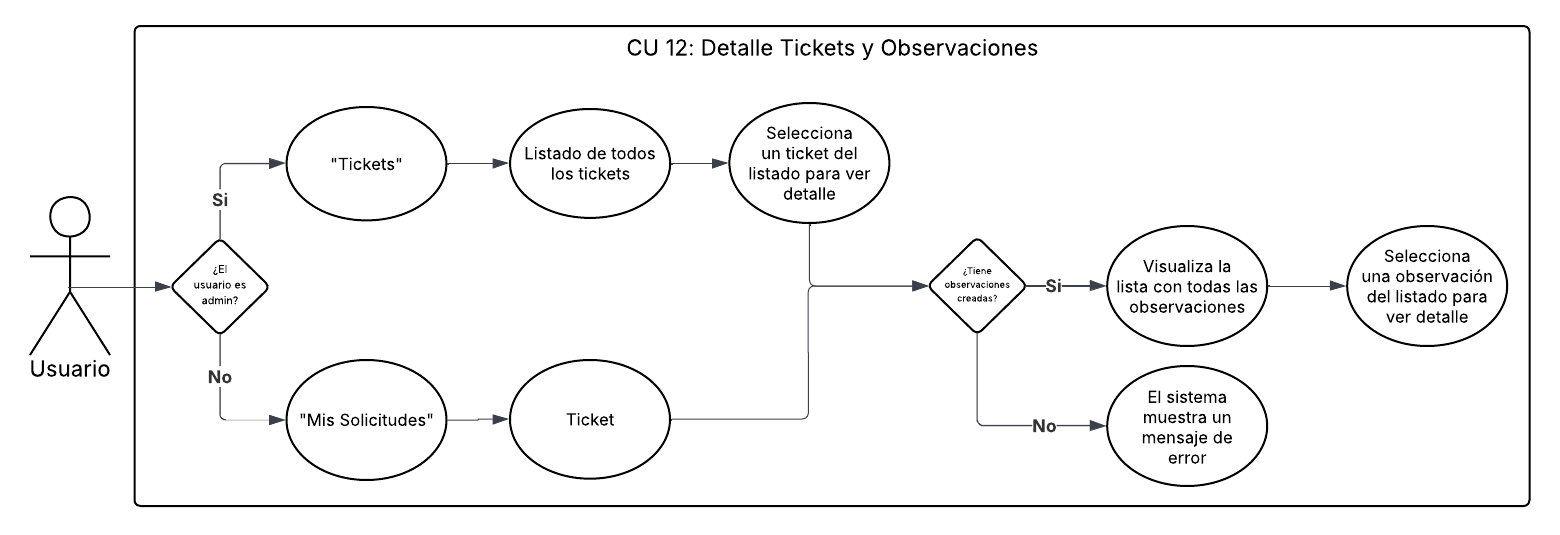 CU 12: Detalle Tickets y Observaciones
Usuario
¿El
usuario es
admin?
Si
"Tickets"
Listado de todos
los tickets
Selecciona
un ticket del
listado para ver
detalle
No
"Mis Solicitudes"
Ticket
¿Tiene
observaciones
creadas?
Si
Visualiza la
lista con todas las
observaciones
Selecciona
una observación
del listado para
ver detalle
No
El sistema
muestra un
mensaje de
error